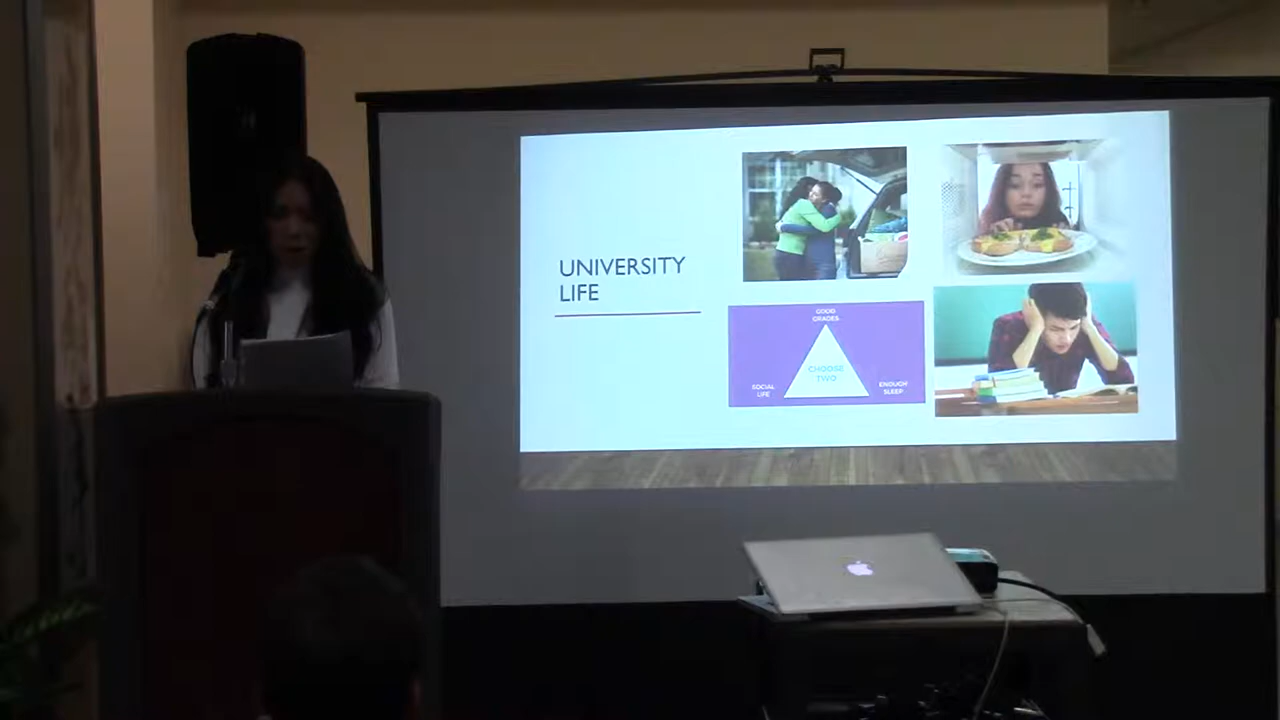 UNIVERSITY
LIFE
GOOD
GRADES
CHOOSE
TWO
SOCIAL
LIFE
ENOUGH
SLEEP